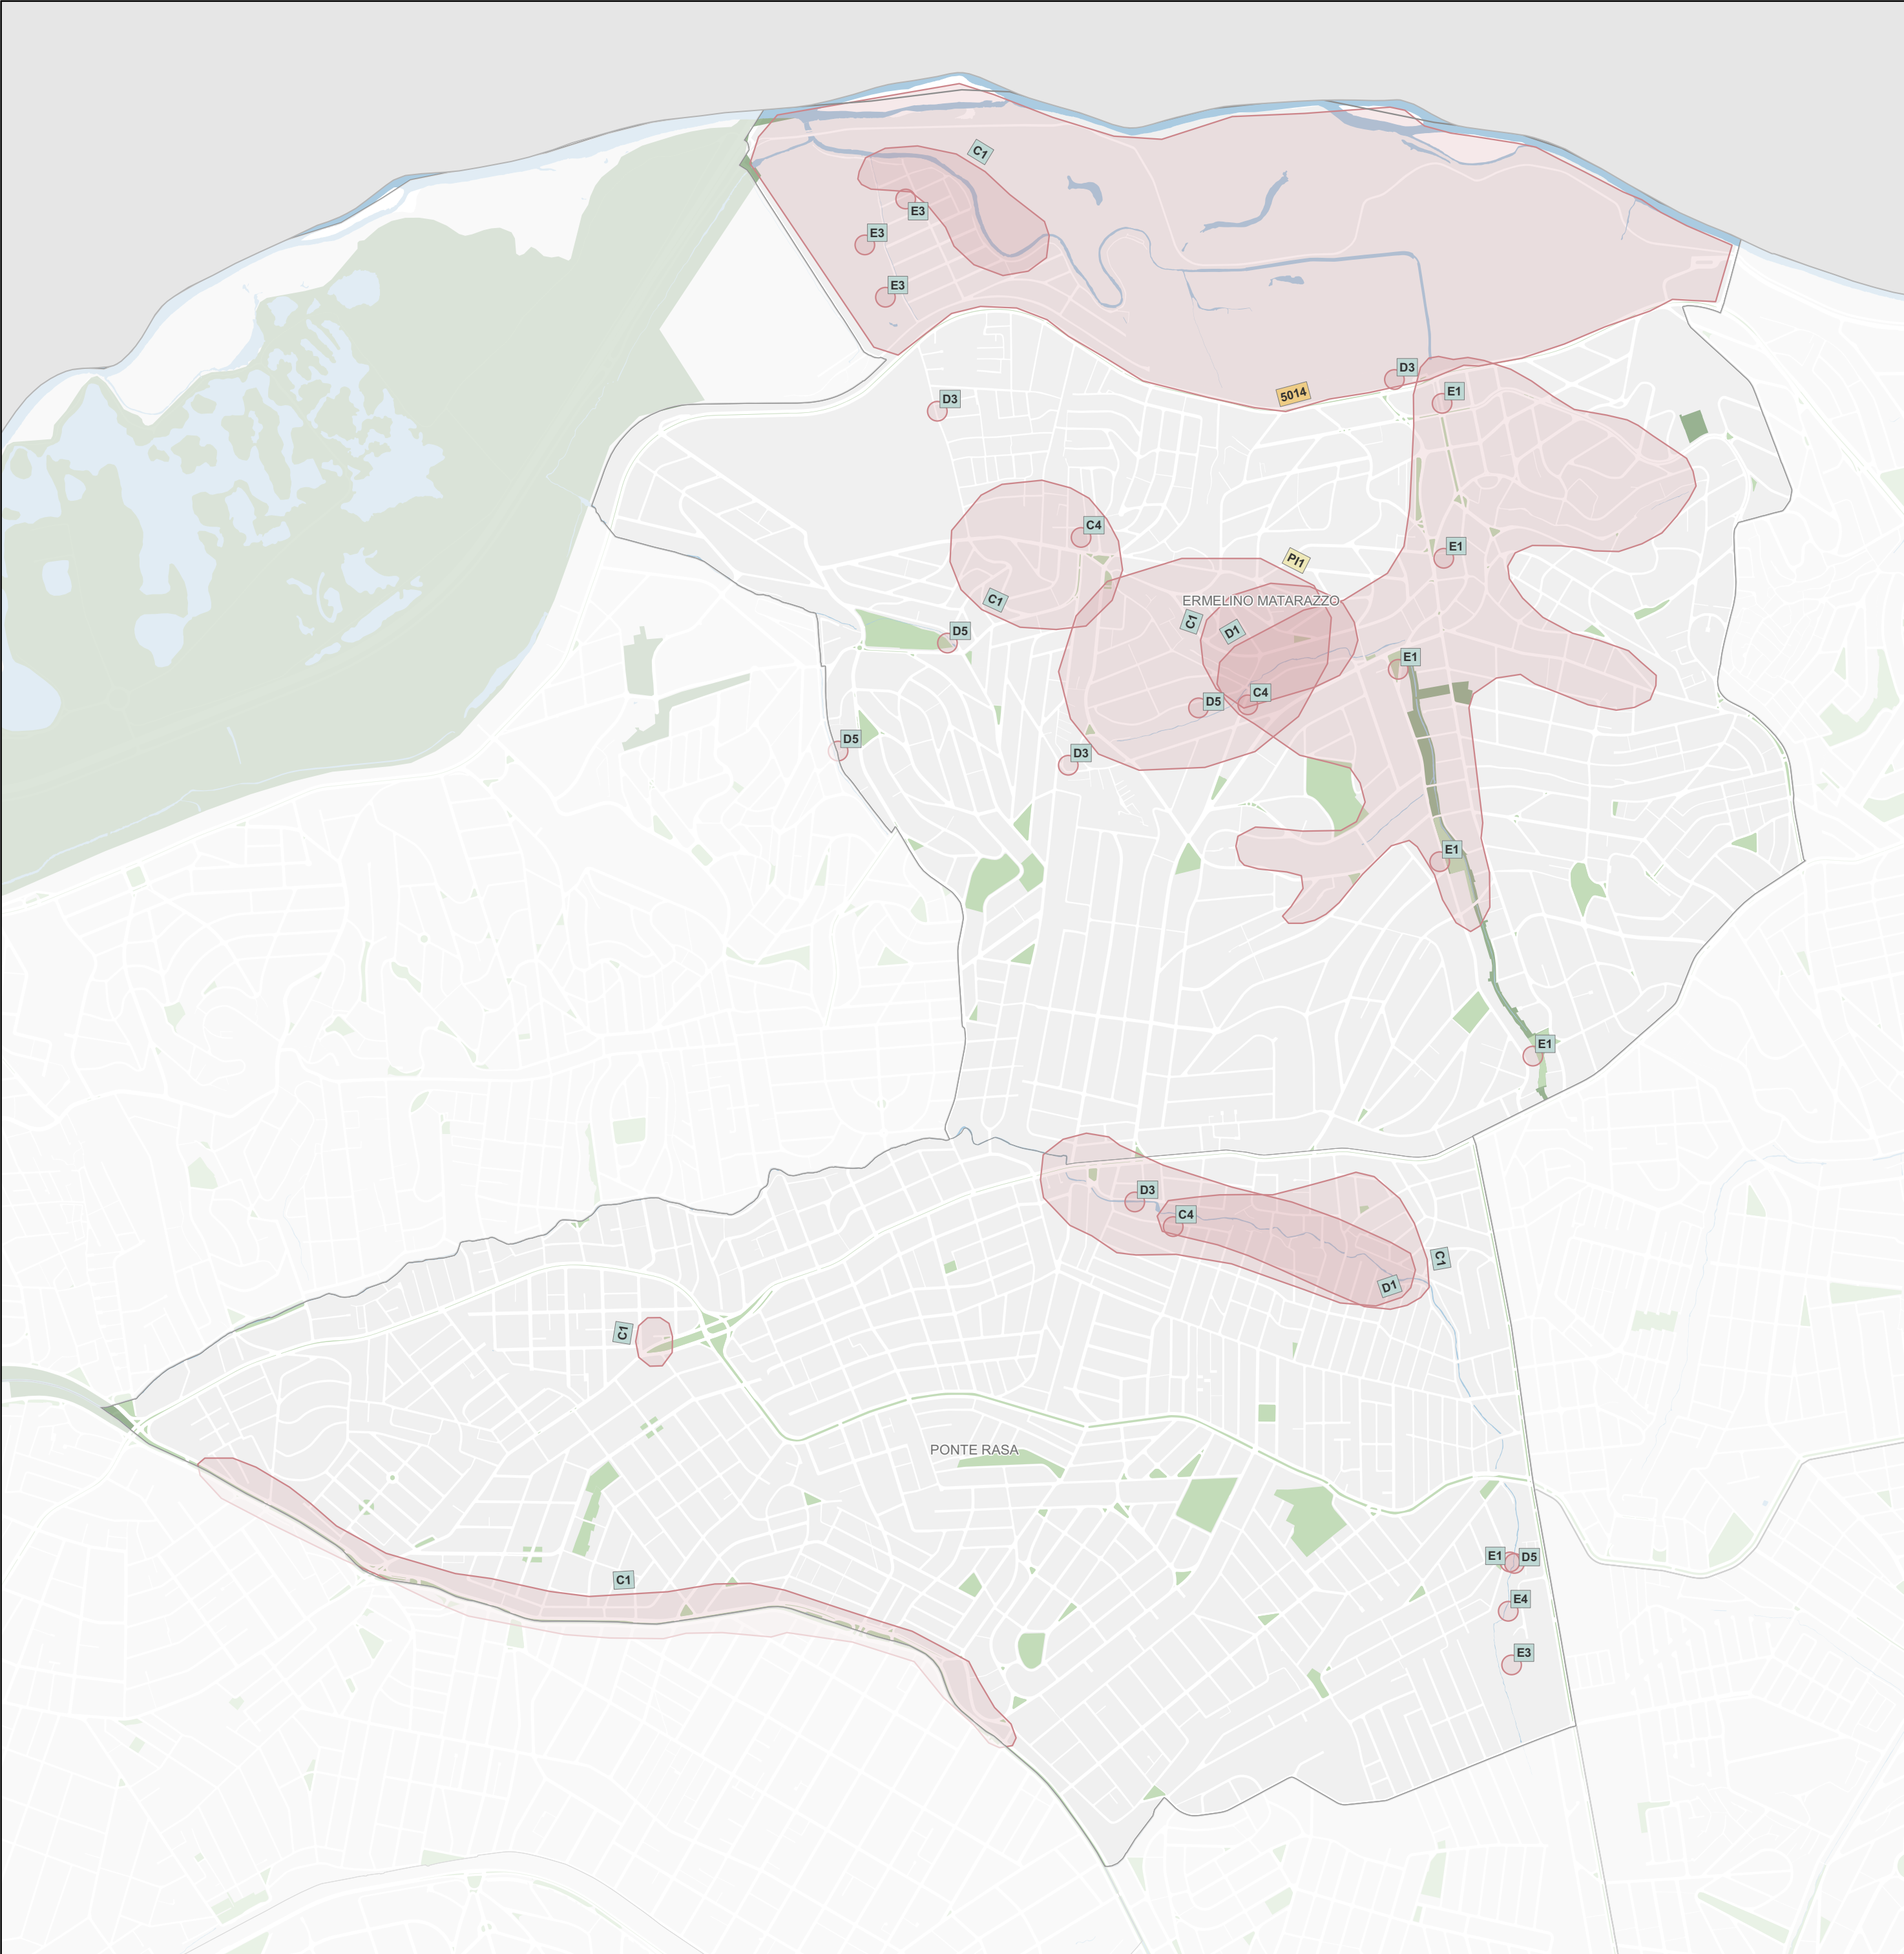 C1
E3
E3
E3
D3
5014
E1
D3
C4
E1
PI1
C1
ERMELINO MATARAZZO
C1
D1
D5
E1
C4
D5
D5
D3
E1
E1
D3
C4
C1
D1
C1
PONTE RASA
E1
D5
C1
E4
E3